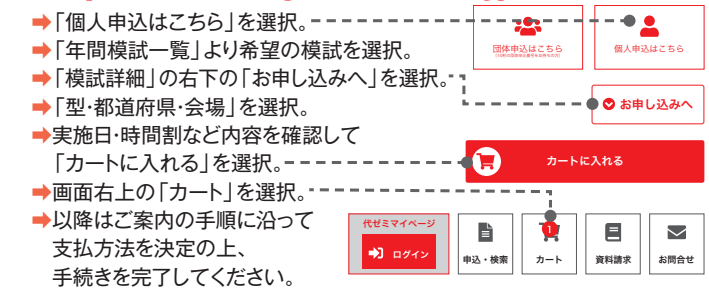 ➡「個人申込はこちら」を選択。
➡「年間模試一覧」より希望の模試を選択。
➡「模試詳細」の右下の「お申し込みへ」を選択。
➡「型・都道府県・会場」を選択。
➡実施日・時間割など内容を確認して
「カートに入れる」を選択。
➡画面右上の「カート」を選択。
➡以降はご案内の手順に沿って
支払方法を決定の上、
手続きを完了してください。
団体申込はこちら
個人申込はこちら
お申し込みへ
カートに入れる
代ゼミマイページ
ログイン
申込・検索
1
カート
資料請求
お問合せ